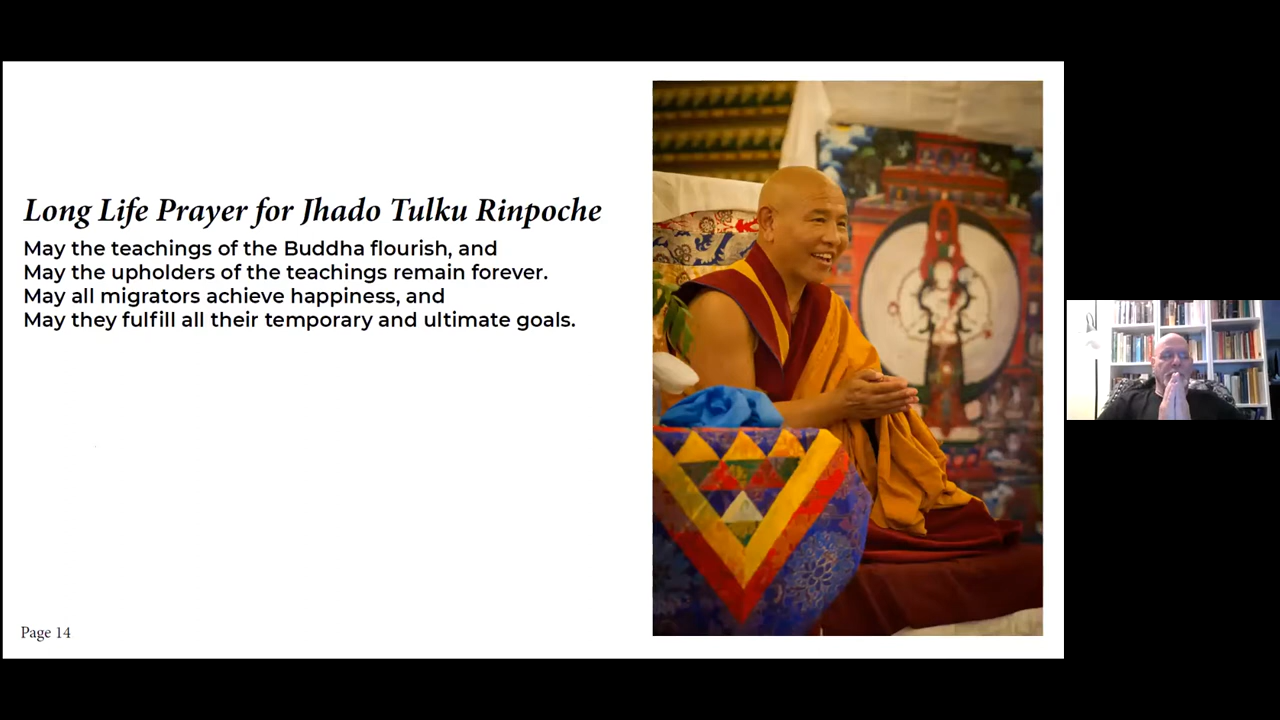 Long Life Prayer for Jhado Tulku Rinpoche
May the teachings of the Buddha flourish, and
May the upholders of the teachings remain forever.
May all migrators achieve happiness, and
May they fulfill all their temporary and ultimate goals.
Page 14